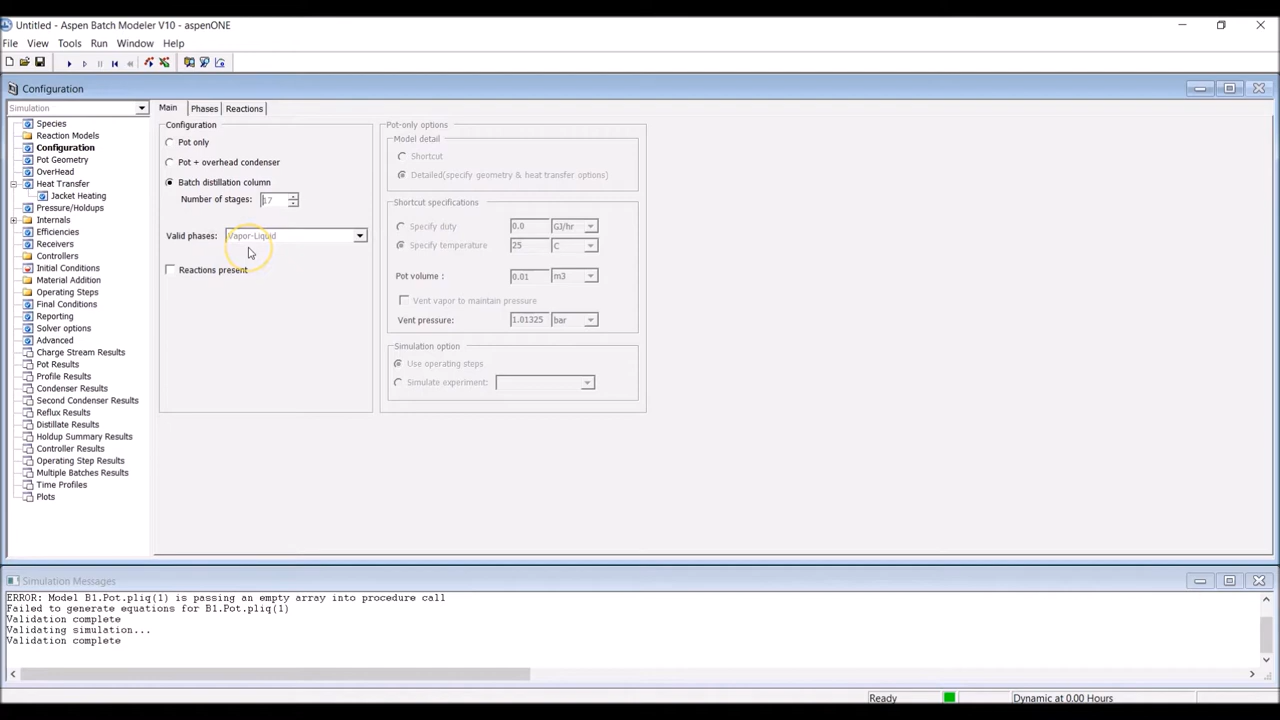 Untitled - Aspen Batch Modeler V10 - aspenONE
File View Tools Run Window Help
Configuration
Simulation
Species
Reaction Models
Configuration
Pot Geometry
OverHead
Heat Transfer
Jacket Heating
Pressure/Holdups
Internals
Efficiencies
Receivers
Controllers
Initial Conditions
Material Addition
Operating Steps
Final Conditions
Reporting
Solver options
Advanced
Charge Stream Results
Pot Results
Profile Results
Condenser Results
Second Condenser Results
Reflux Results
Distillate Results
Holdup Summary Results
Controller Results
Operating Step Results
Multiple Batches Results
Time Profiles
Plots
Main Phases Reactions
Configuration
Pot only
Pot + overhead condenser
Batch distillation column
Number of stages: 17
Valid phases: Vapor-Liquid
Reactions present
Pot-only options
Model detail
Shortcut
Detailed(specify geometry & heat transfer options)
Shortcut specifications
Specify duty 0.0 GJ/hr
Specify temperature 25 C
Pot volume : 0.01 m3
Vent vapor to maintain pressure
Vent pressure: 1.01325 bar
Simulation option
Use operating steps
Simulate experiment:
Simulation Messages
ERROR: Model B1.Pot.pliq(1) is passing an empty array into procedure call
Failed to generate equations for B1.Pot.pliq(1)
Validation complete
Validating simulation...
Validation complete
Ready Dynamic at 0.00 Hours